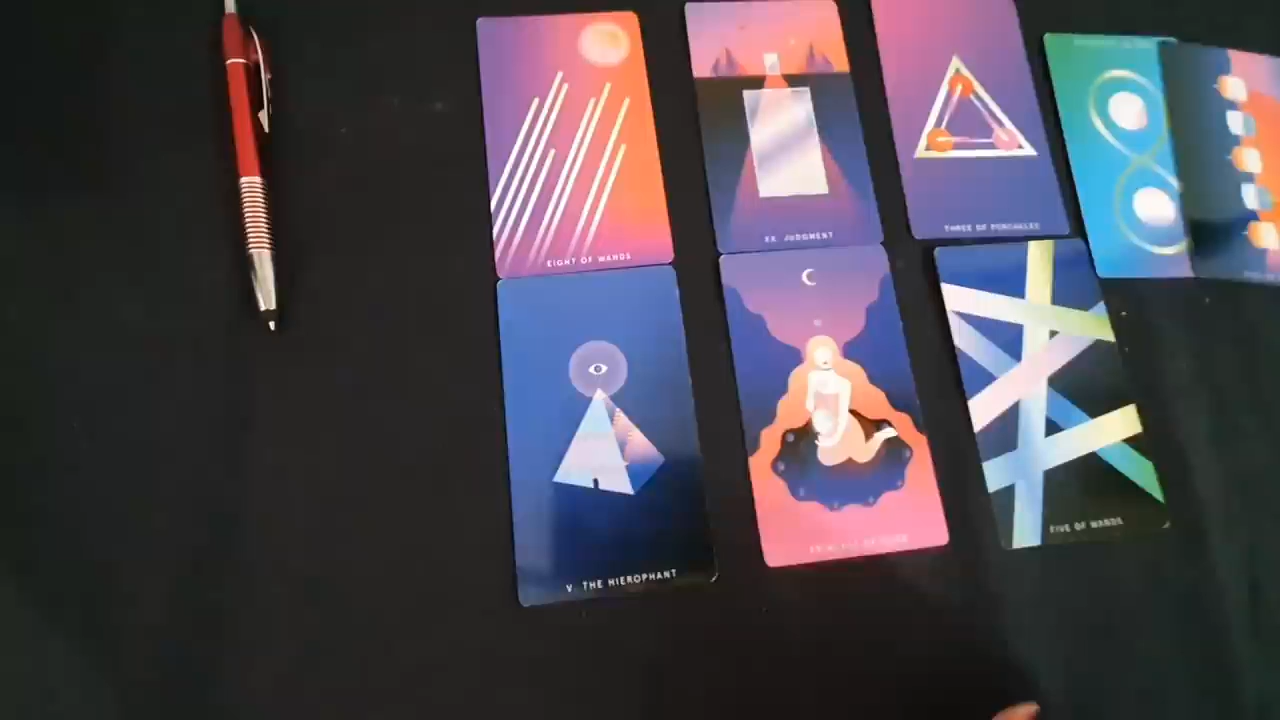 EIGHT OF WANDS
XX JUDGMENT
THREE OF PENTACLES
V THE HIEROPHANT
FIVE OF WANDS